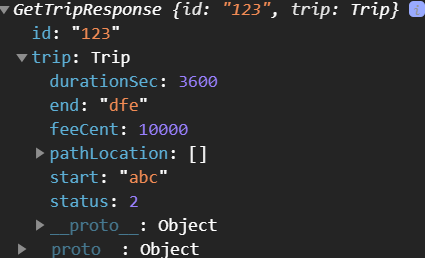 GetTripResponse {id: "123", trip: Trip} i
id: "123"
trip: Trip
durationSec: 3600
end: "dfe"
feeCent: 10000
pathLocation: []
start: "abc"
status: 2
__proto__: Object
__proto__: Object